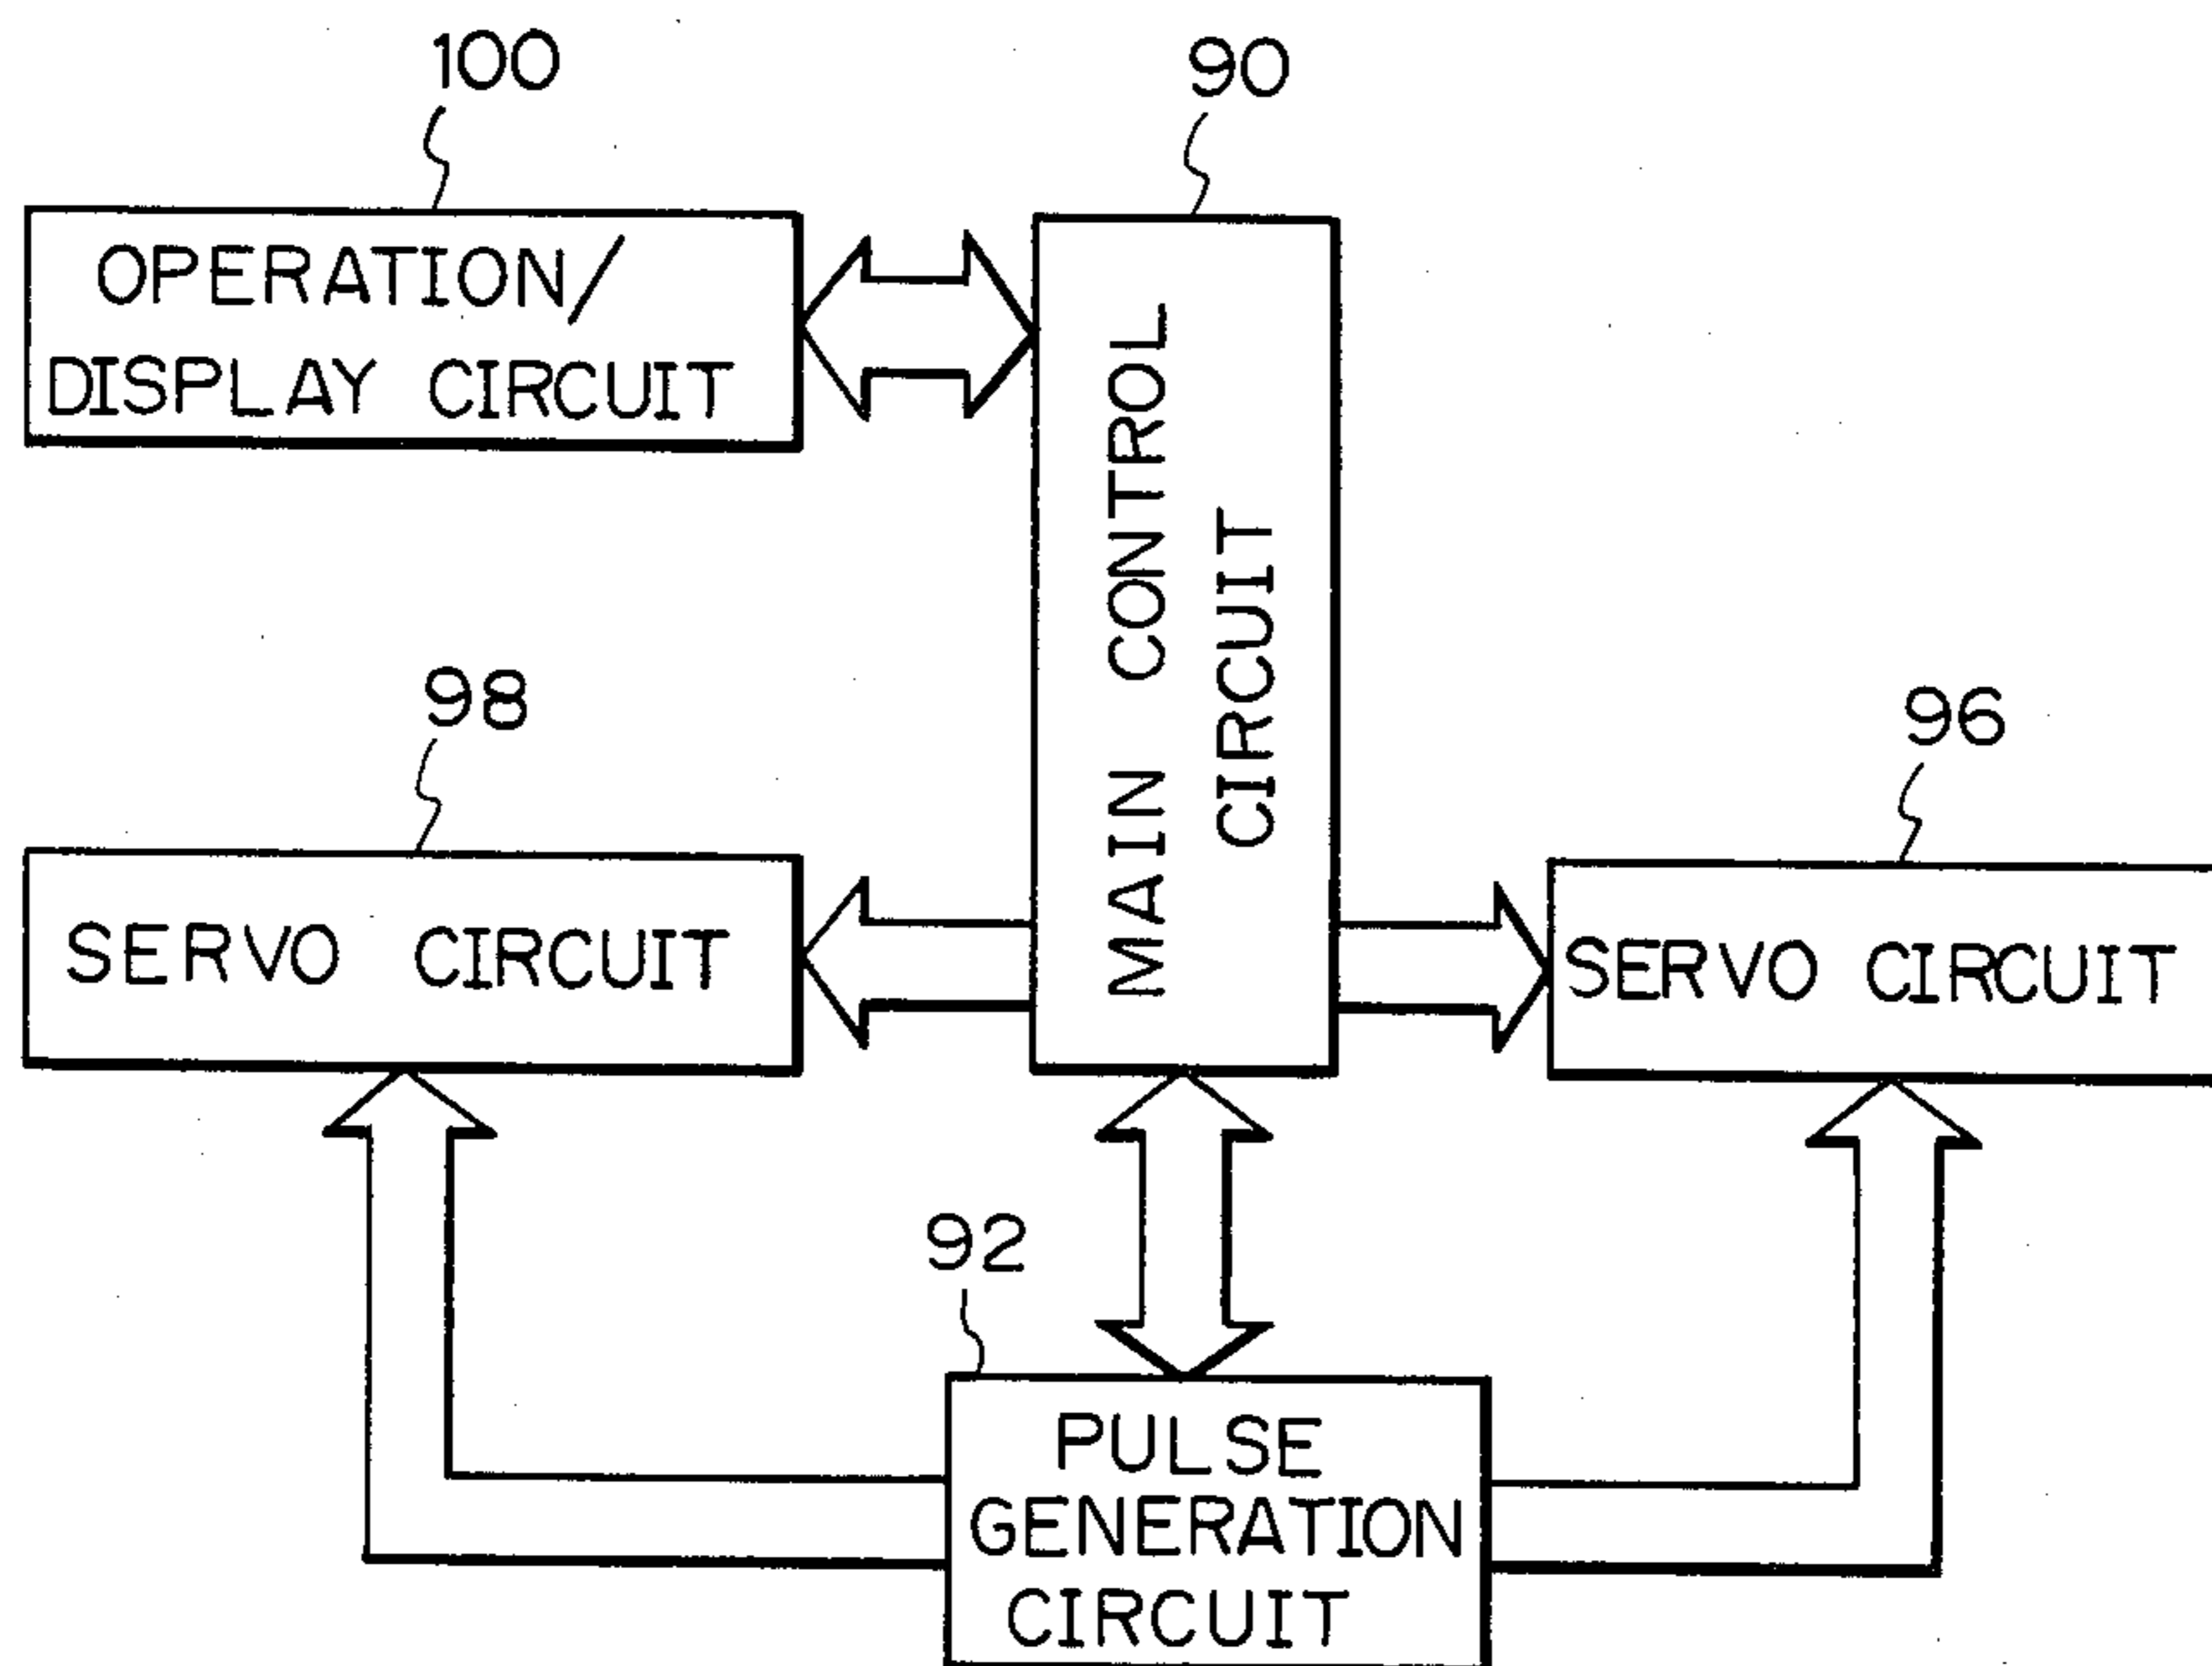 100
90
OPERATION/
DISPLAY CIRCUIT
MAIN CONTROL
CIRCUIT
98
96
SERVO CIRCUIT
SERVO CIRCUIT
92
PULSE
GENERATION
CIRCUIT